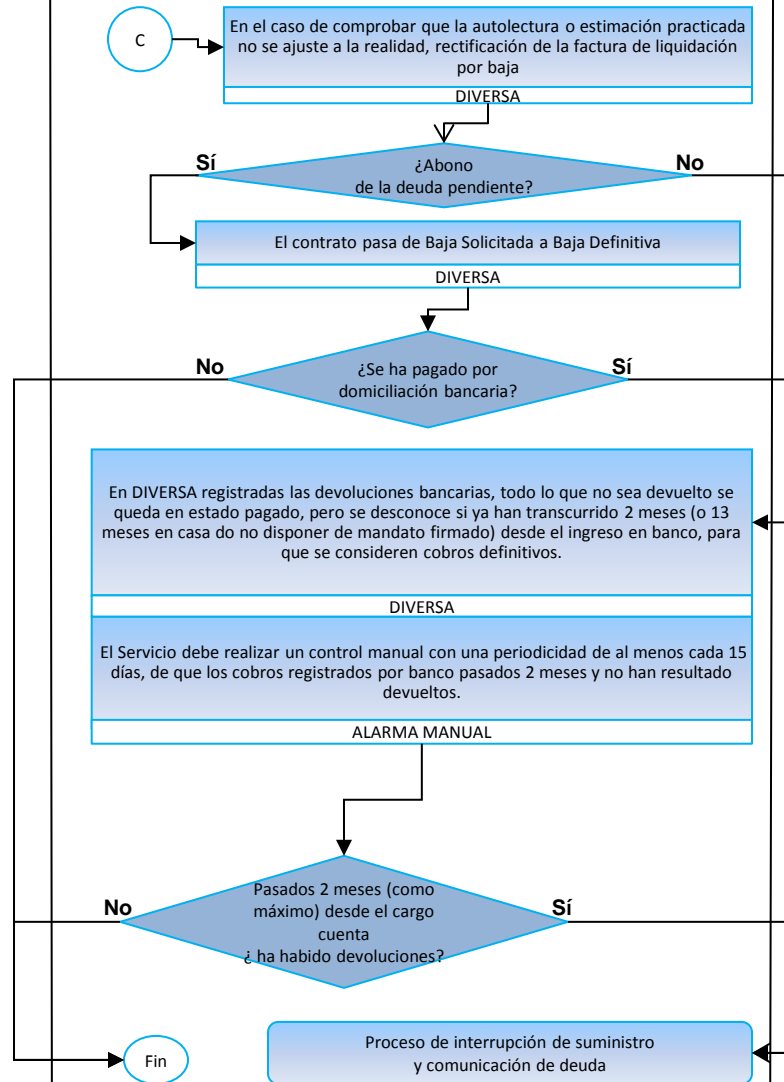 C
En el caso de comprobar que la autolectura o estimación practicada
no se ajuste a la realidad, rectificación de la factura de liquidación
por baja
DIVERSA
Sí
¿Abono
de la deuda pendiente?
No
El contrato pasa de Baja Solicitada a Baja Definitiva
DIVERSA
No
¿Se ha pagado por
domiciliación bancaria?
Sí
En DIVERSA registradas las devoluciones bancarias, todo lo que no sea devuelto se
queda en estado pagado, pero se desconoce si ya han transcurrido 2 meses (o 13
meses en casa do no disponer de mandato firmado) desde el ingreso en banco, para
que se consideren cobros definitivos.
DIVERSA
El Servicio debe realizar un control manual con una periodicidad de al menos cada 15
días, de que los cobros registrados por banco pasados 2 meses y no han resultado
devueltos.
ALARMA MANUAL
No
Pasados 2 meses (como
máximo) desde el cargo
cuenta
¿ ha habido devoluciones?
Sí
Fin
Proceso de interrupción de suministro
y comunicación de deuda